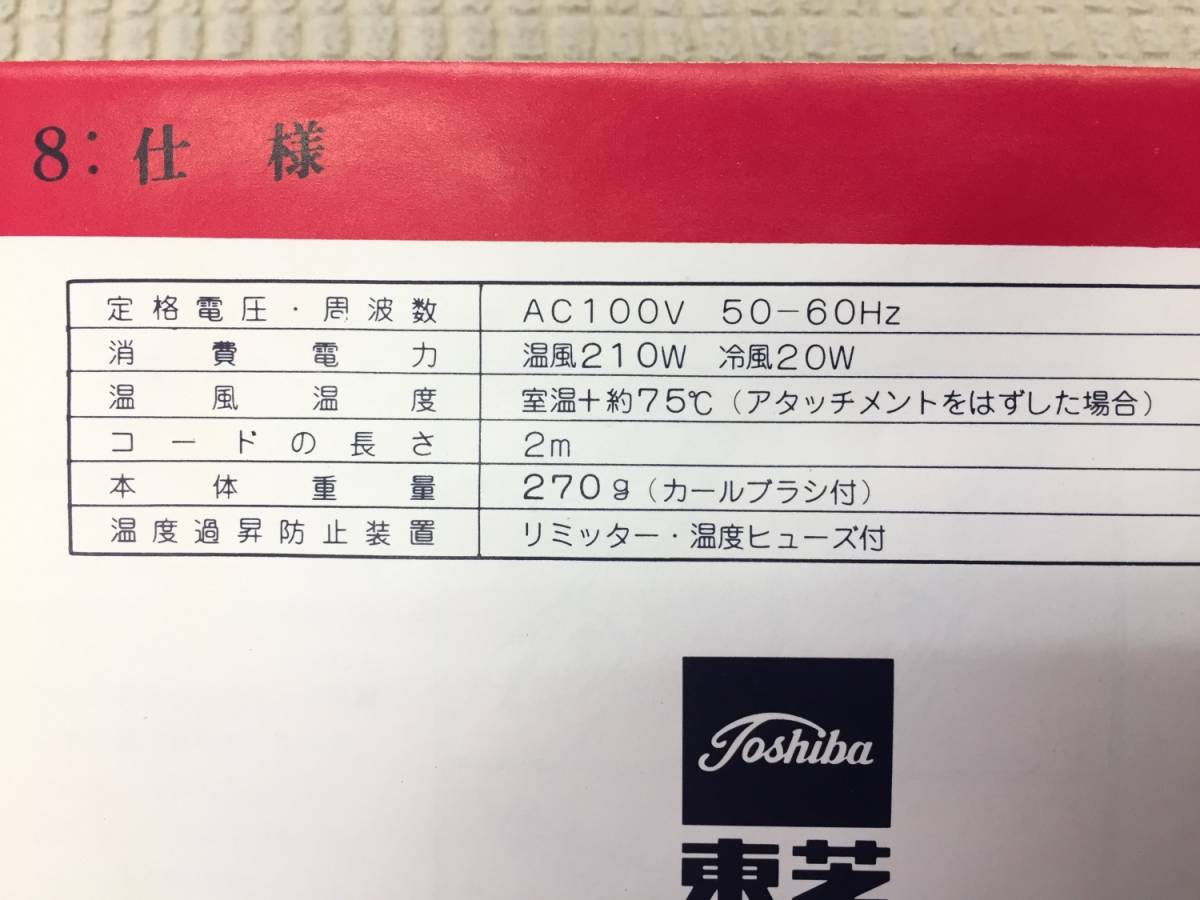 8:仕 様
定格電圧・周波数 AC100V 50-60Hz
消費電力 温風210W 冷風20W
温風温度 室温+約75℃(アタッチメントをはずした場合)
コードの長さ 2m
本体重量 270g(カールブラシ付)
温度過昇防止装置 リミッター・温度ヒューズ付
Toshiba
東芝